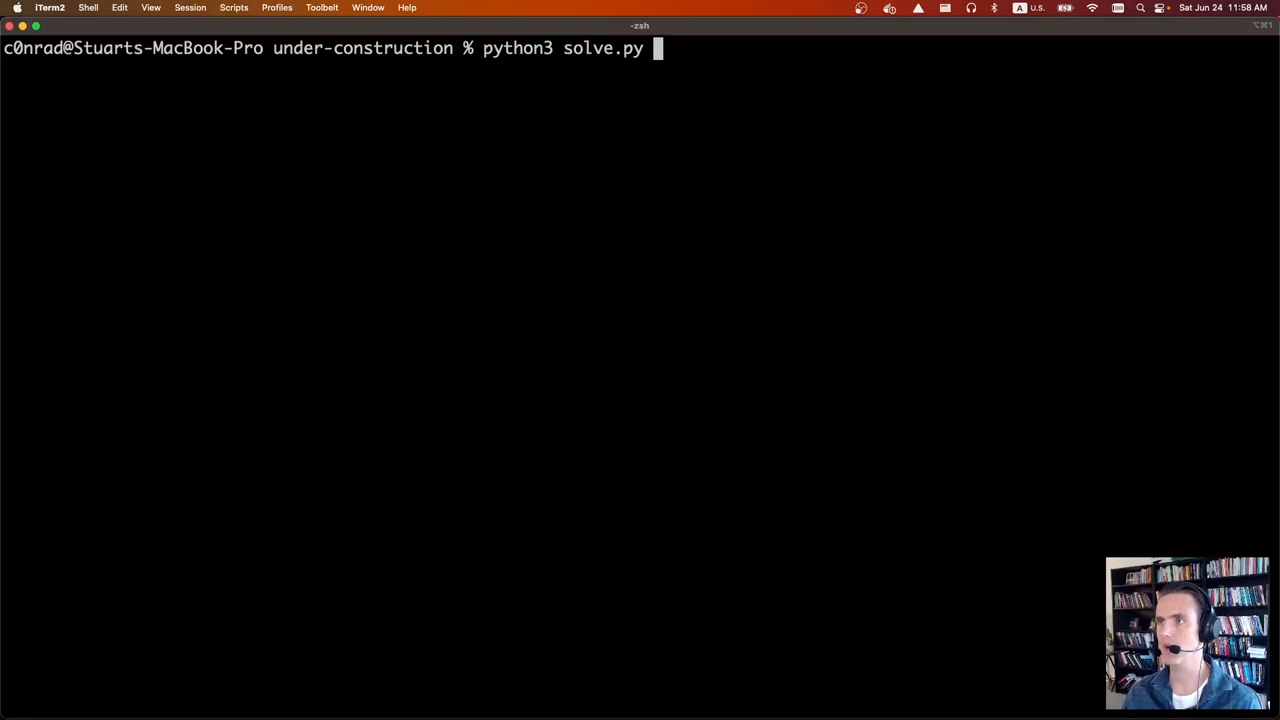 iTerm2 Shell Edit View Session Scripts Profiles Toolbelt Window Help A U.S. Sat Jun 24 11:58 AM
-zsh ⌥⌘1
c0nrad@Stuarts-MacBook-Pro under-construction % python3 solve.py